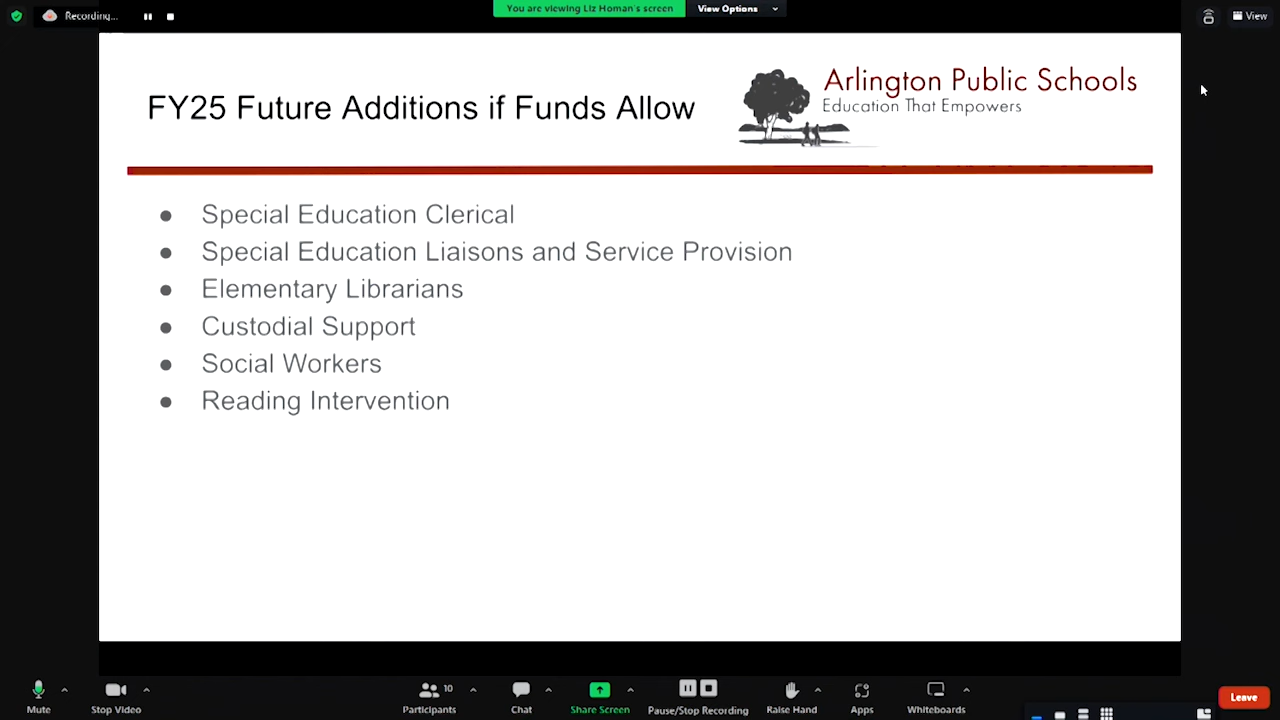 Recording...
You are viewing Liz Homan's screen
View Options
View
FY25 Future Additions if Funds Allow
Arlington Public Schools
Education That Empowers
● Special Education Clerical
● Special Education Liaisons and Service Provision
● Elementary Librarians
● Custodial Support
● Social Workers
● Reading Intervention
Mute
Stop Video
10
Participants
Chat
Share Screen
Pause/Stop Recording
Raise Hand
Apps
Whiteboards
Leave